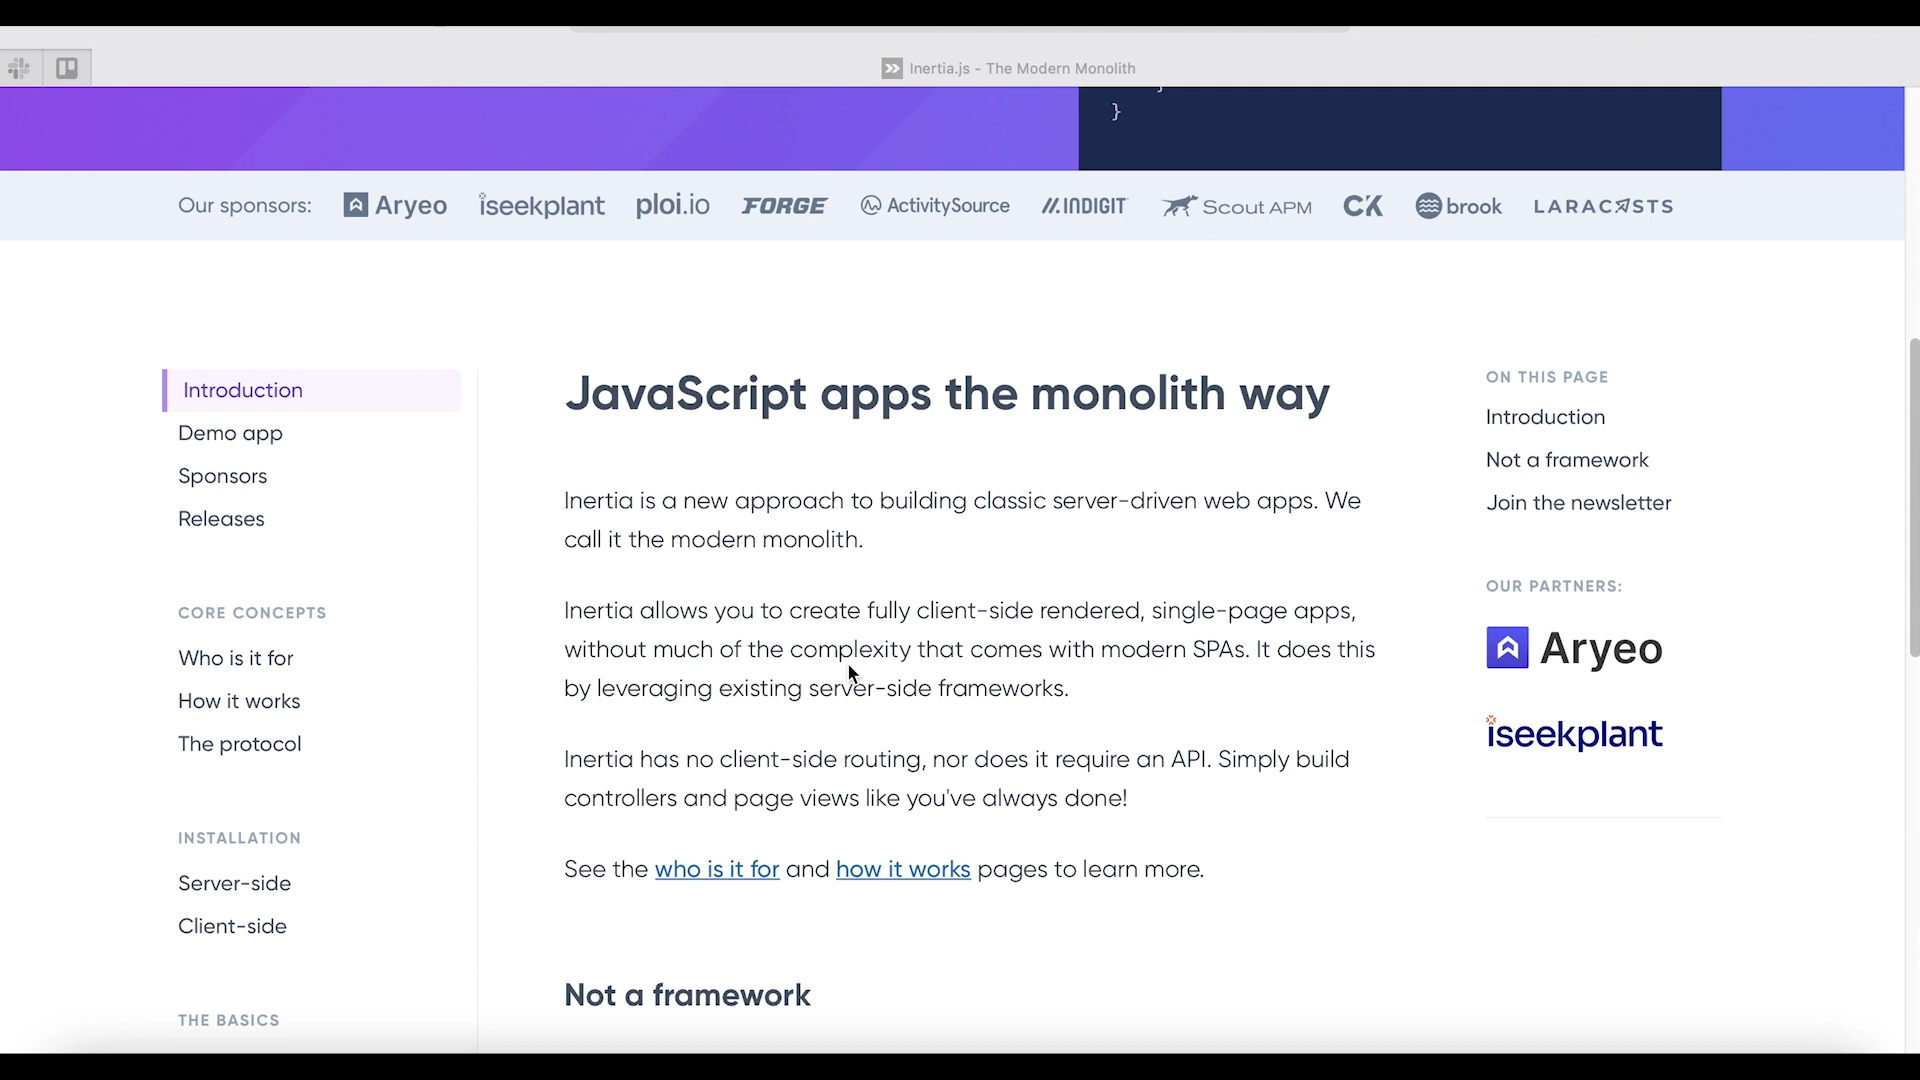 Inertia.js - The Modern Monolith
}
Our sponsors: Aryeo iseekplant ploi.io FORGE ActivitySource INDIGIT Scout APM CK brook LARACASTS
Introduction
Demo app
Sponsors
Releases
CORE CONCEPTS
Who is it for
How it works
The protocol
INSTALLATION
Server-side
Client-side
THE BASICS
JavaScript apps the monolith way
Inertia is a new approach to building classic server-driven web apps. We
call it the modern monolith.
Inertia allows you to create fully client-side rendered, single-page apps,
without much of the complexity that comes with modern SPAs. It does this
by leveraging existing server-side frameworks.
Inertia has no client-side routing, nor does it require an API. Simply build
controllers and page views like you've always done!
See the who is it for and how it works pages to learn more.
Not a framework
ON THIS PAGE
Introduction
Not a framework
Join the newsletter
OUR PARTNERS:
Aryeo
iseekplant